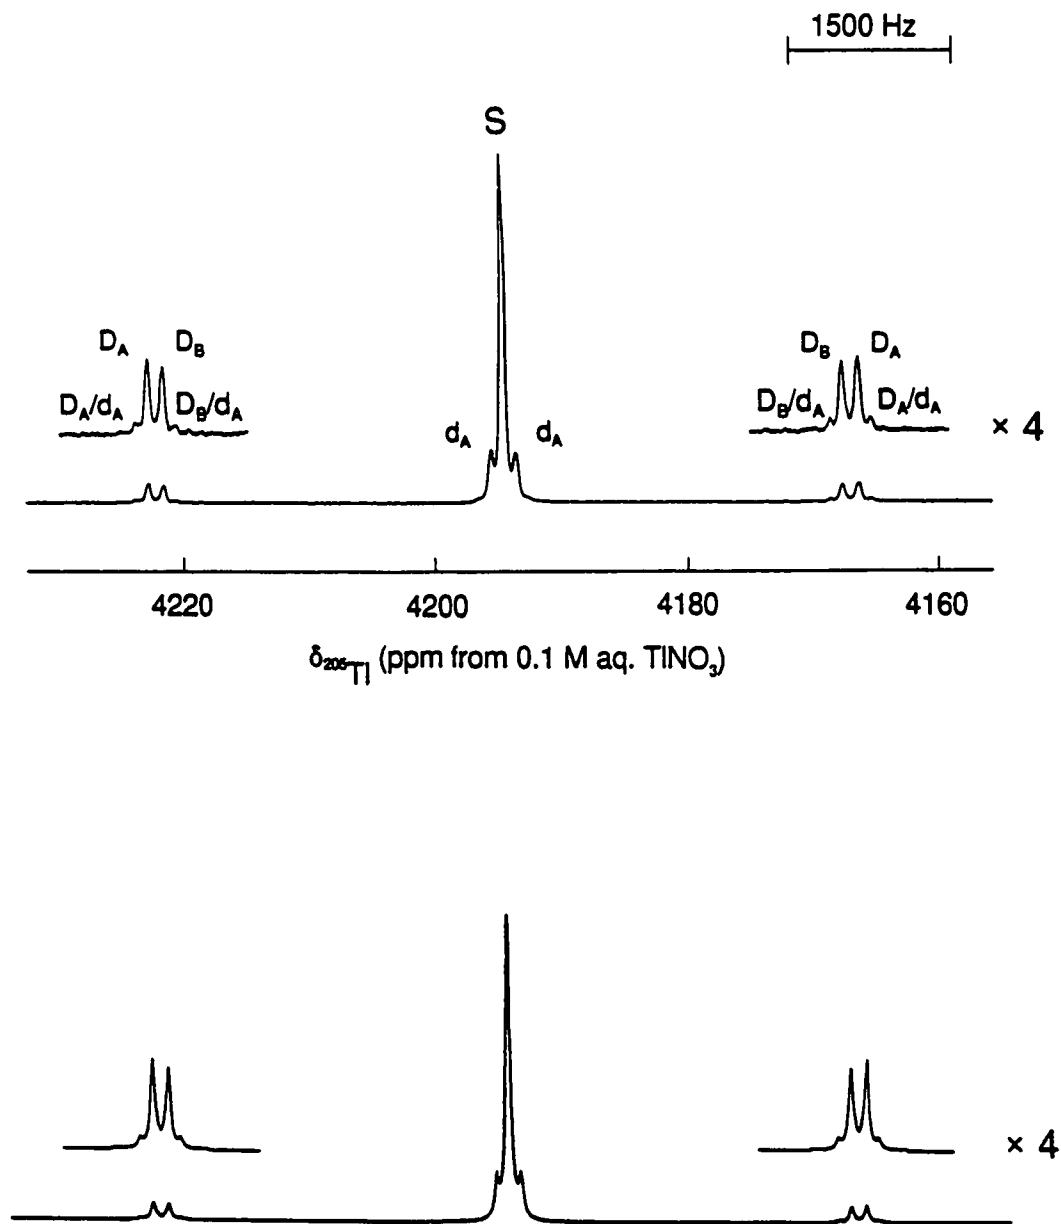 1500 Hz
S
D_A D_B
D_B D_A
D_A/d_A D_B/d_A
D_B/d_A D_A/d_A
× 4
d_A d_A
4220 4200 4180 4160
δ₂₀₅Tl (ppm from 0.1 M aq. TlNO₃)
× 4